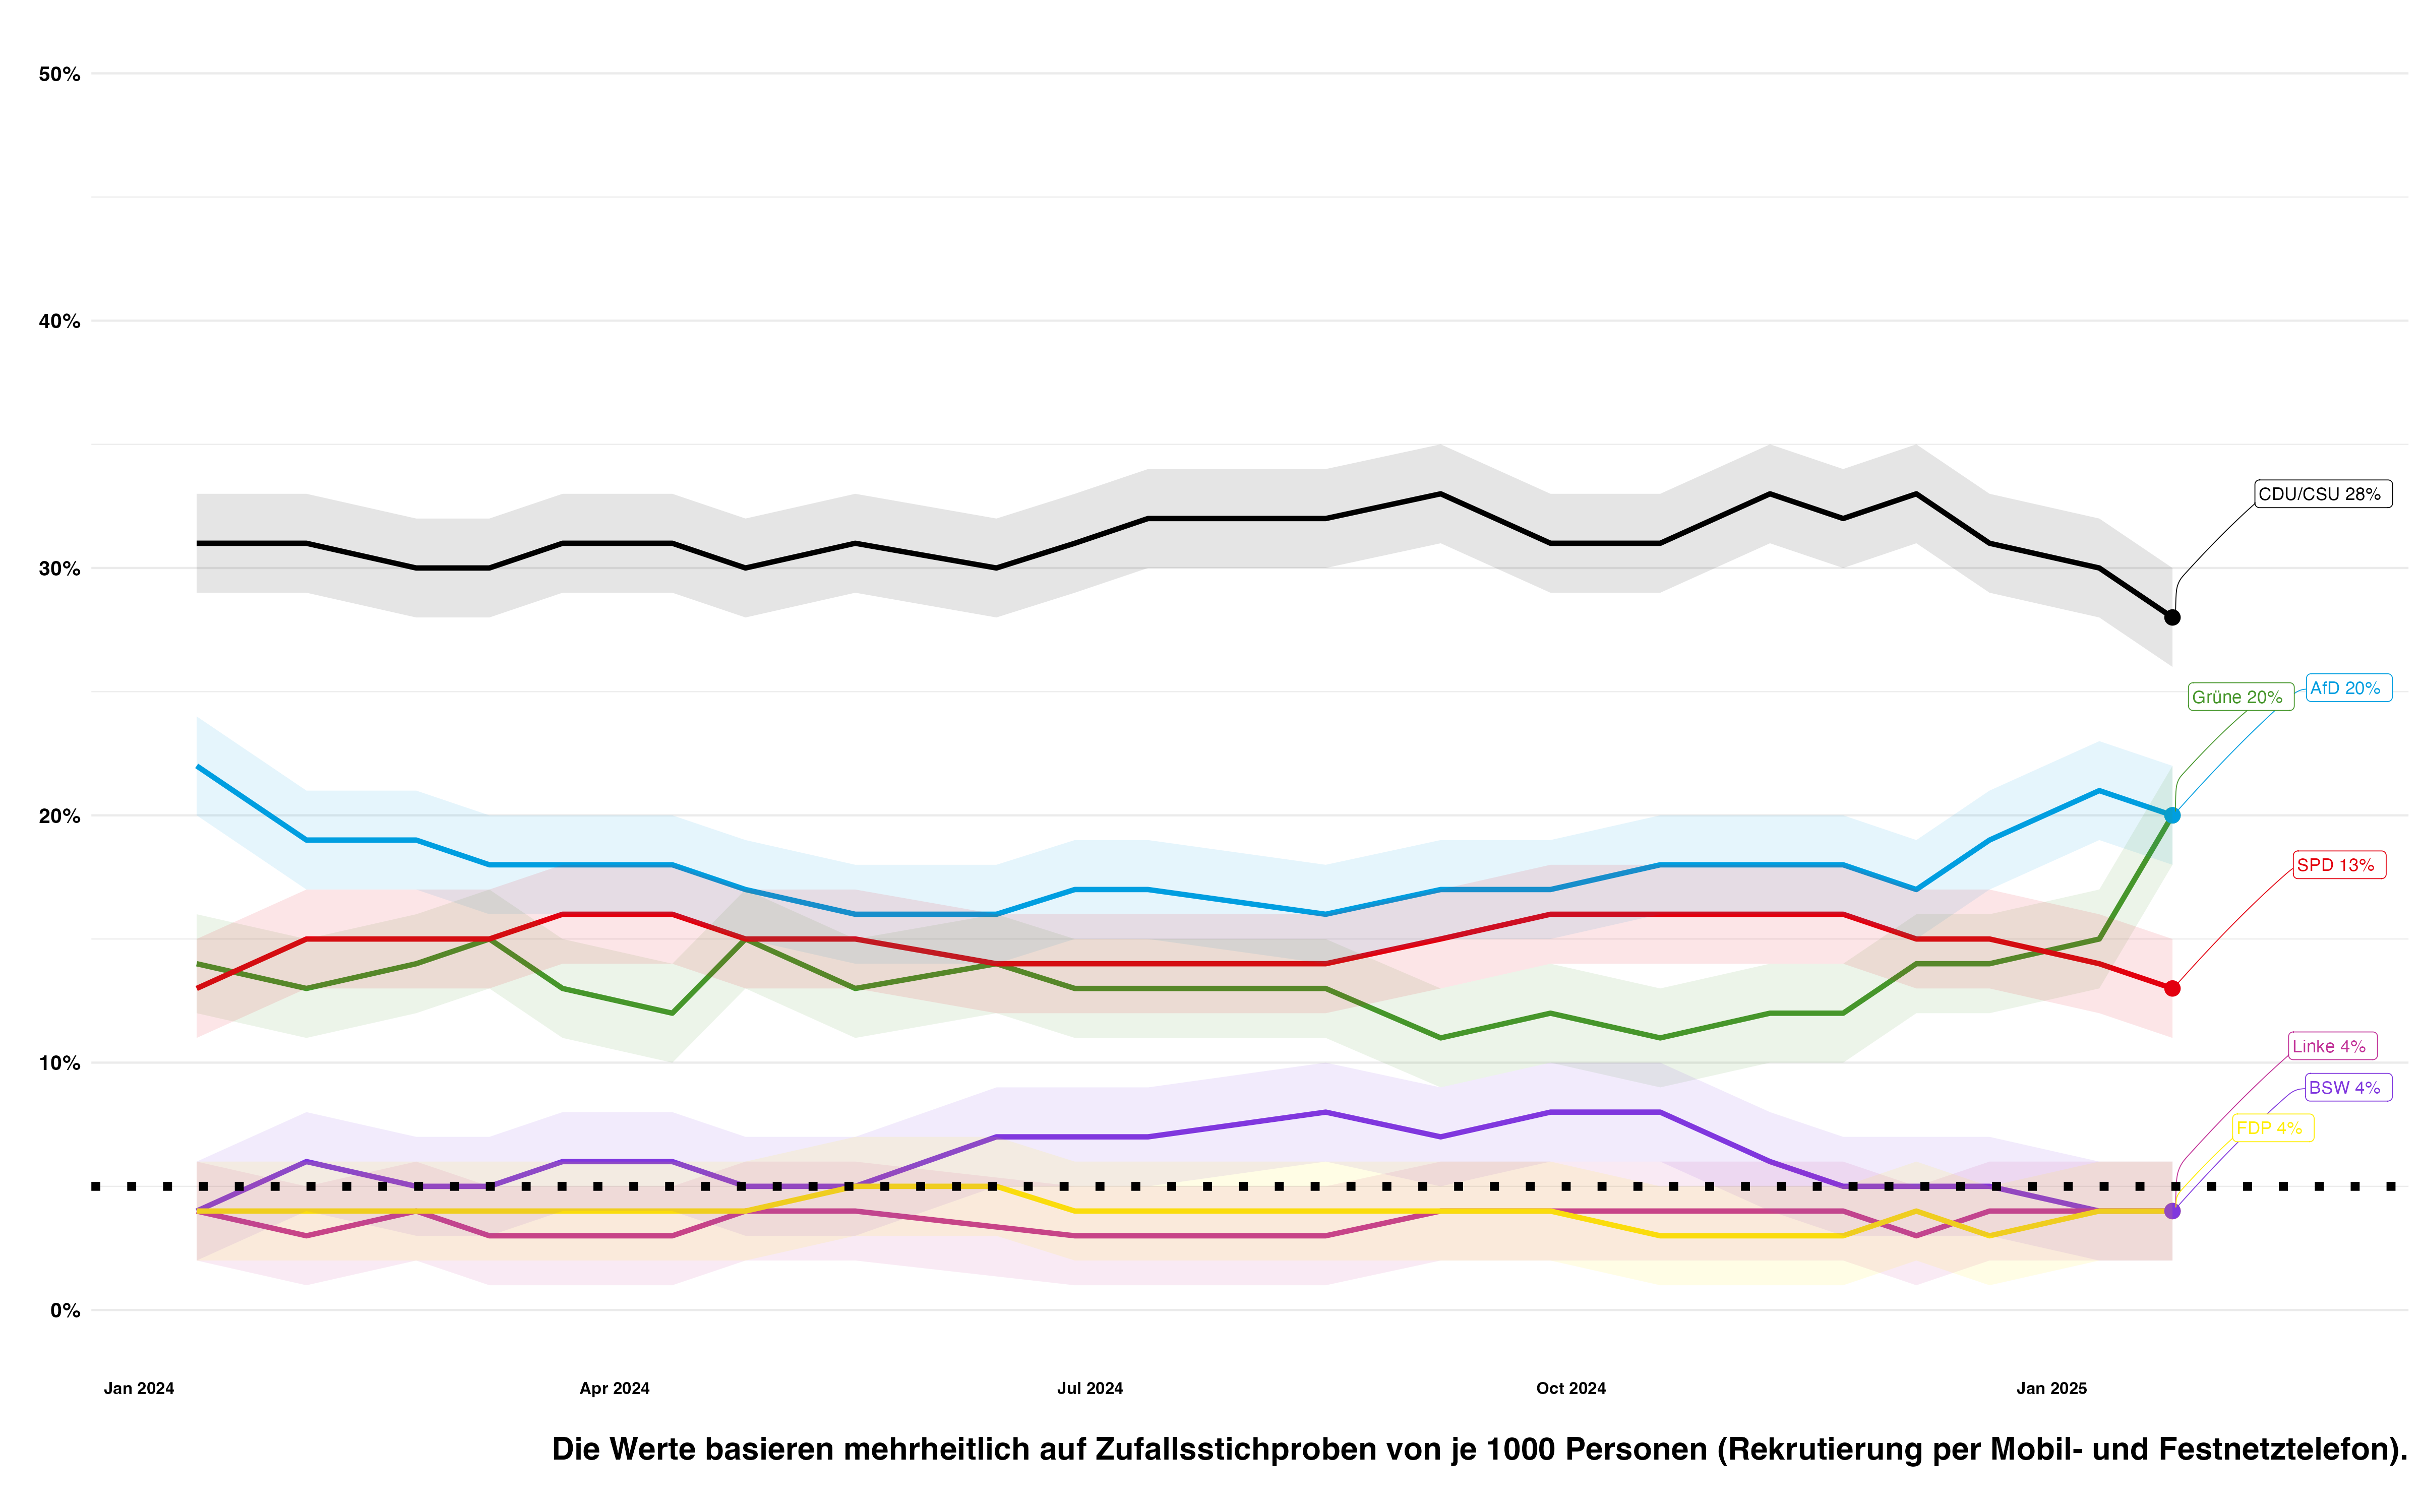 50%
40%
30%
20%
10%
0%
CDU/CSU 28%
AfD 20%
Grüne 20%
SPD 13%
Linke 4%
BSW 4%
FDP 4%
Jan 2024
Apr 2024
Jul 2024
Oct 2024
Jan 2025
Die Werte basieren mehrheitlich auf Zufallsstichproben von je 1000 Personen (Rekrutierung per Mobil- und Festnetztelefon).